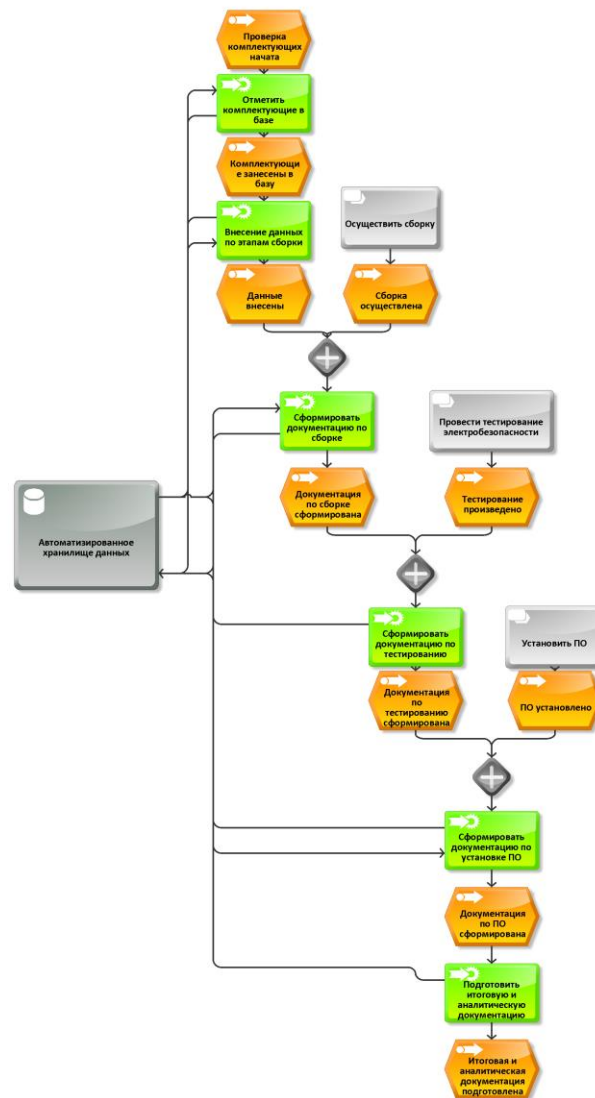 Проверка
комплектующих
начата
Отметить
комплектующие в
базе
Комплектующи
е занесены в
базу
Внесение данных
по этапам сборки
Осуществить сборку
Данные
внесены
Сборка
осуществлена
Сформировать
документацию по
сборке
Провести тестирование
электробезопасности
Документация
по сборке
сформирована
Тестирование
произведено
Автоматизированное
хранилище данных
Сформировать
документацию по
тестированию
Установить ПО
Документация
по
тестированию
сформирована
ПО установлено
Сформировать
документацию по
установке ПО
Документация
по ПО
сформирована
Подготовить
итоговую и
аналитическую
документацию
Итоговая и
аналитическая
документация
подготовлена